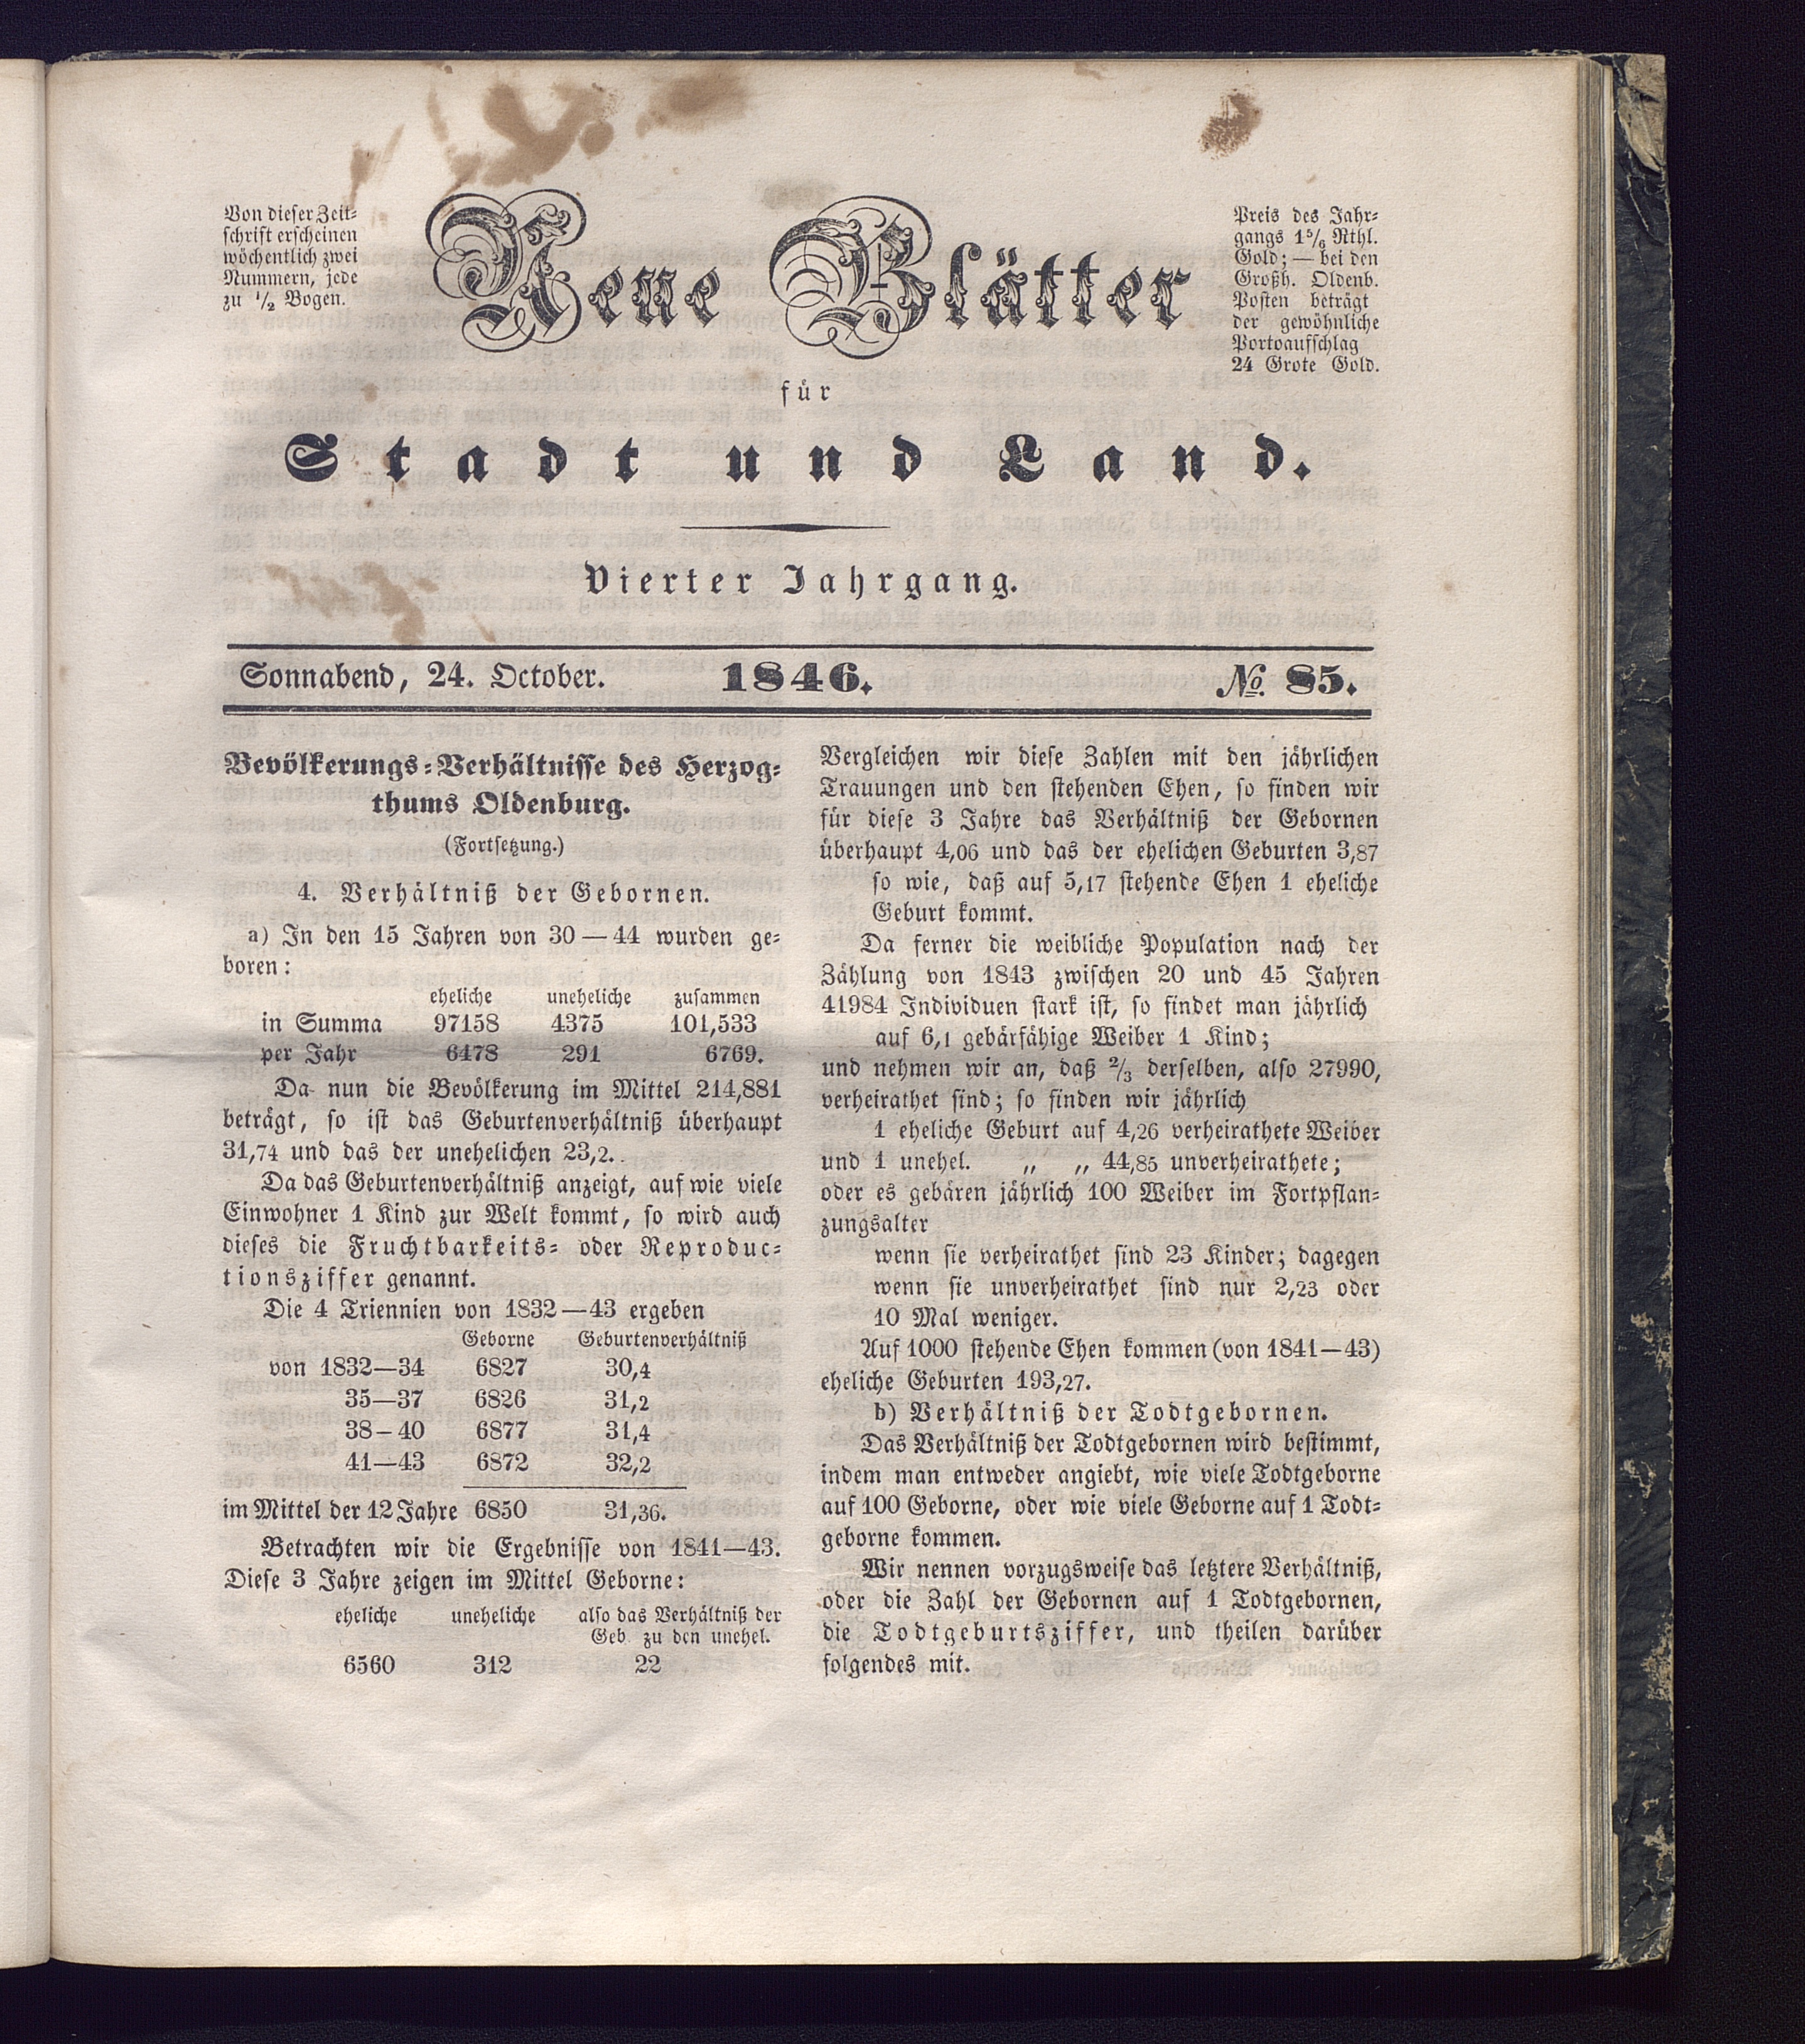 Von dieser Zeit-
schrift erscheinen
wöchentlich zwei
Nummern, jede
zu 1/2 Bogen.
Neue Blätter
für
Stadt und Land.
Preis des Jahr-
gangs 1 5/6 Rthl.
Gold; — bei den
Großh. Oldenb.
Posten beträgt
der gewöhnliche
Portoaufschlag
24 Grote Gold.
Vierter Jahrgang.
Sonnabend, 24. October. 1846. No. 85.
Bevölkerungs-Verhältnisse des Herzog-
thums Oldenburg.
(Fortsetzung.)
4. Verhältniß der Gebornen.
a) In den 15 Jahren von 30—44 wurden ge-
boren:
eheliche uneheliche zusammen
in Summa 97158 4375 101,533
per Jahr 6478 291 6769.
Da nun die Bevölkerung im Mittel 214,881
beträgt, so ist das Geburtenverhältniß überhaupt
31,74 und das der unehelichen 23,2.
Da das Geburtenverhältniß anzeigt, auf wie viele
Einwohner 1 Kind zur Welt kommt, so wird auch
dieses die Fruchtbarkeits- oder Reproduc-
tionsziffer genannt.
Die 4 Triennien von 1832—43 ergeben
Geborne Geburtenverhältniß
von 1832—34 6827 30,4
35—37 6826 31,2
38–40 6877 31,4
41—43 6872 32,2
im Mittel der 12 Jahre 6850 31,36.
Betrachten wir die Ergebnisse von 1841—43.
Diese 3 Jahre zeigen im Mittel Geborne:
eheliche uneheliche also das Verhältniß der
Geb. zu den unehel.
6560 312 22
Vergleichen wir diese Zahlen mit den jährlichen
Trauungen und den stehenden Ehen, so finden wir
für diese 3 Jahre das Verhältniß der Gebornen
überhaupt 4,06 und das der ehelichen Geburten 3,87
so wie, daß auf 5,17 stehende Ehen 1 eheliche
Geburt kommt.
Da ferner die weibliche Population nach der
Zählung von 1843 zwischen 20 und 45 Jahren
41984 Individuen stark ist, so findet man jährlich
auf 6,1 gebärfähige Weiber 1 Kind;
und nehmen wir an, daß 2/3 derselben, also 27990,
verheirathet sind; so finden wir jährlich
1 eheliche Geburt auf 4,26 verheirathete Weiber
und 1 unehel. „ „ 44,85 unverheirathete;
oder es gebären jährlich 100 Weiber im Fortpflan-
zungsalter
wenn sie verheirathet sind 23 Kinder; dagegen
wenn sie unverheirathet sind nur 2,23 oder
10 Mal weniger.
Auf 1000 stehende Ehen kommen (von 1841—43)
eheliche Geburten 193,27.
b) Verhältniß der Todtgebornen.
Das Verhältniß der Todtgebornen wird bestimmt,
indem man entweder angiebt, wie viele Todtgeborne
auf 100 Geborne, oder wie viele Geborne auf 1 Todt-
geborne kommen.
Wir nennen vorzugsweise das letztere Verhältniß,
oder die Zahl der Gebornen auf 1 Todtgebornen,
die Todtgeburtsziffer, und theilen darüber
folgendes mit.